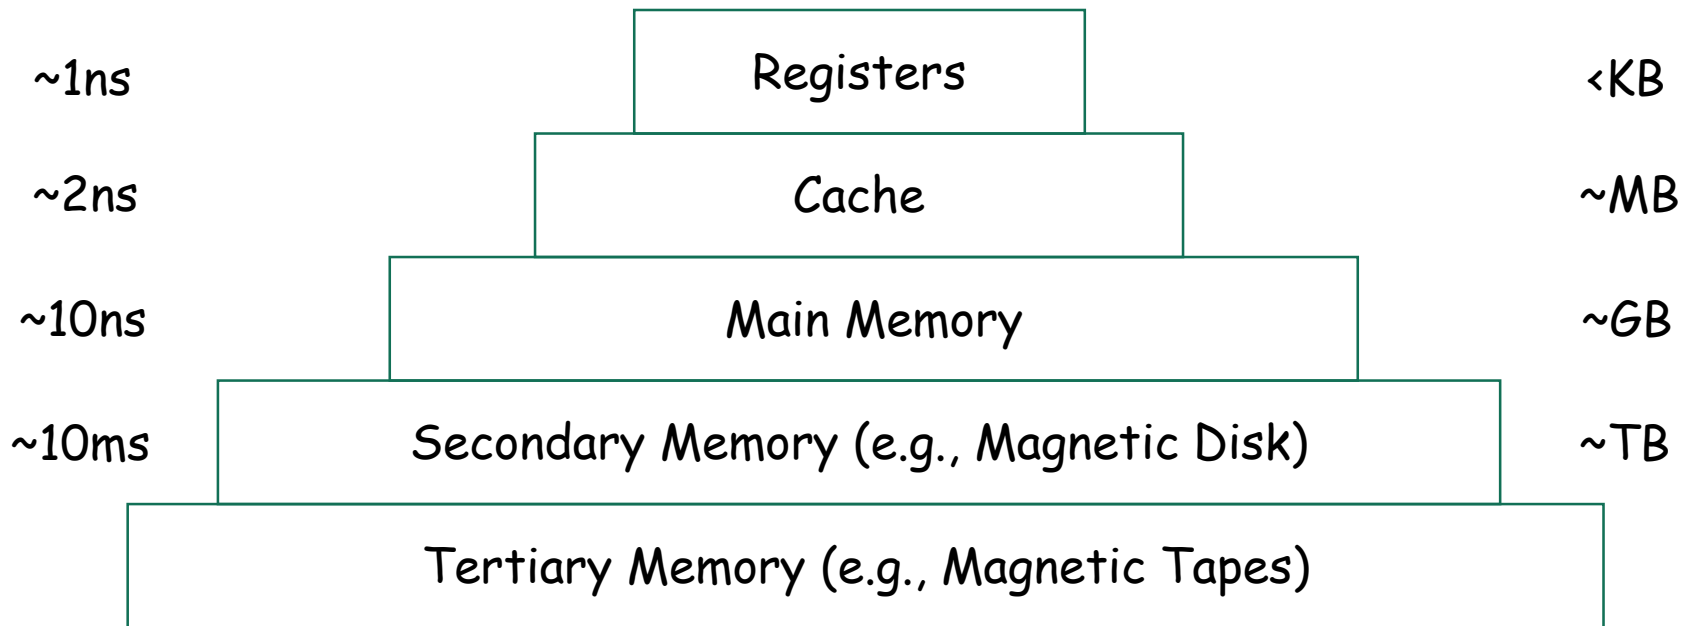 ~1ns Registers <KB
~2ns Cache ~MB
~10ns Main Memory ~GB
~10ms Secondary Memory (e.g., Magnetic Disk) ~TB
Tertiary Memory (e.g., Magnetic Tapes)